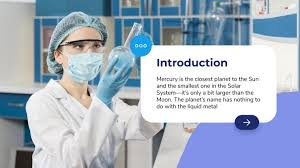 Introduction
Mercury is the closest planet to the Sun
and the smallest one in the Solar
System—it's only a bit larger than the
Moon. The planet's name has nothing to
do with the liquid metal